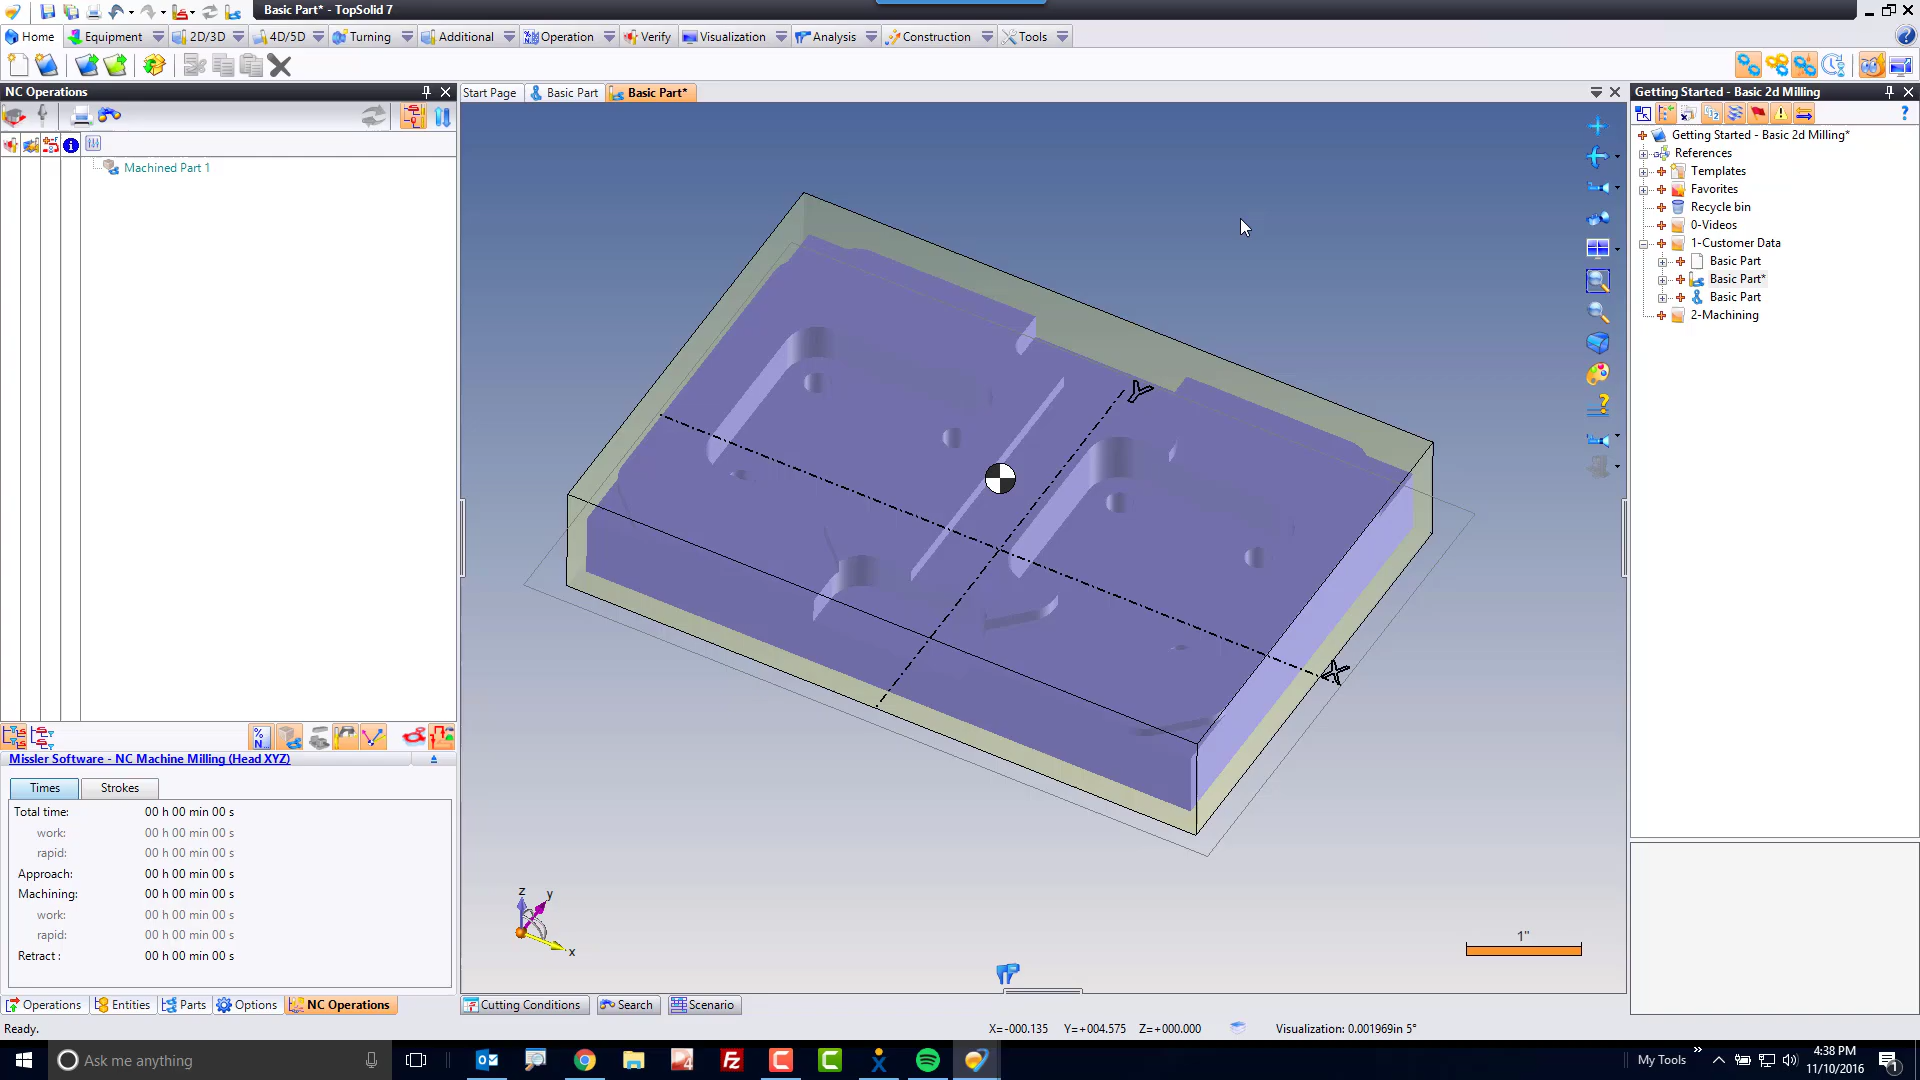 Basic Part* - TopSolid 7
Home
Equipment
2D/3D
4D/5D
Turning
Additional
Operation
Verify
Visualization
Analysis
Construction
Tools
NC Operations
Machined Part 1
Missler Software - NC Machine Milling (Head XYZ)
Times
Strokes
Total time: 00 h 00 min 00 s
work: 00 h 00 min 00 s
rapid: 00 h 00 min 00 s
Approach: 00 h 00 min 00 s
Machining: 00 h 00 min 00 s
work: 00 h 00 min 00 s
rapid: 00 h 00 min 00 s
Retract : 00 h 00 min 00 s
Operations
Entities
Parts
Options
NC Operations
Ready.
Start Page
Basic Part
Basic Part*
Y
X
z
y
x
1"
Cutting Conditions
Search
Scenario
X=-000.135 Y=+004.575 Z=+000.000
Visualization: 0.001969in 5°
Getting Started - Basic 2d Milling
Getting Started - Basic 2d Milling*
References
Templates
Favorites
Recycle bin
0-Videos
1-Customer Data
Basic Part
Basic Part*
Basic Part
2-Machining
Ask me anything
My Tools
4:38 PM
11/10/2016